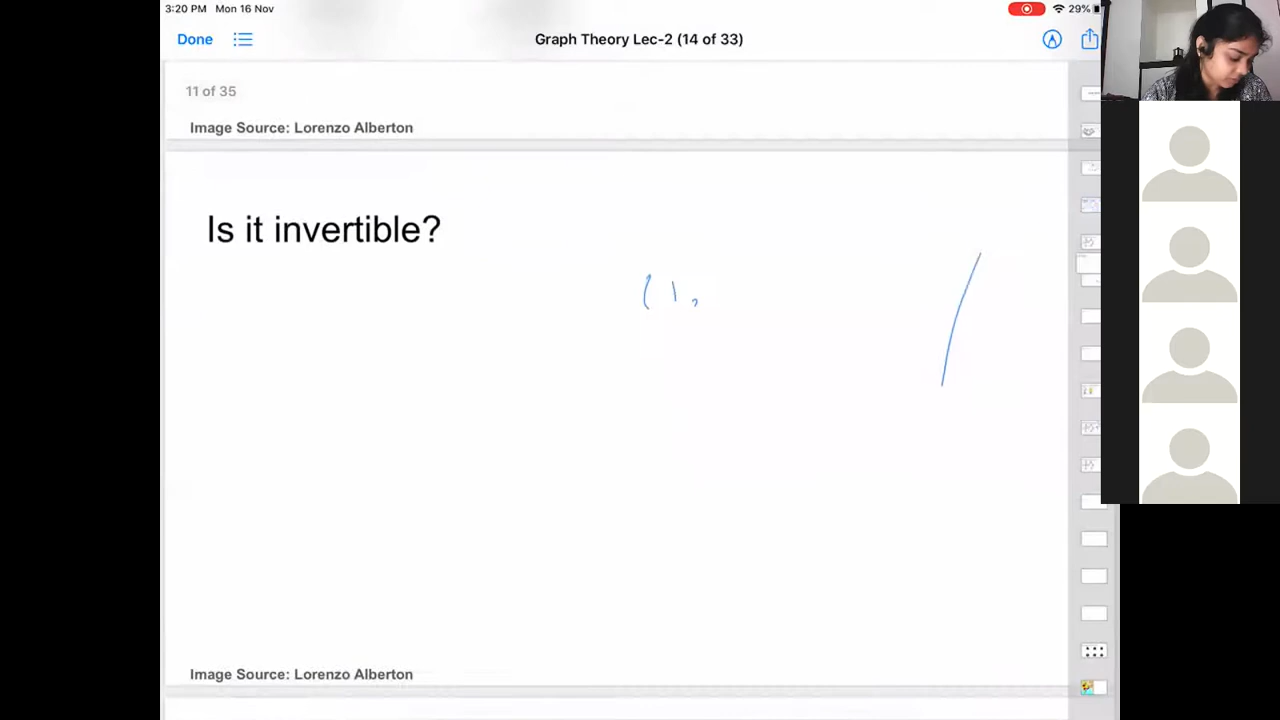 3:20 PM Mon 16 Nov 29%
Done Graph Theory Lec-2 (14 of 33)
11 of 35
Image Source: Lorenzo Alberton
Is it invertible?
( 1,
Image Source: Lorenzo Alberton